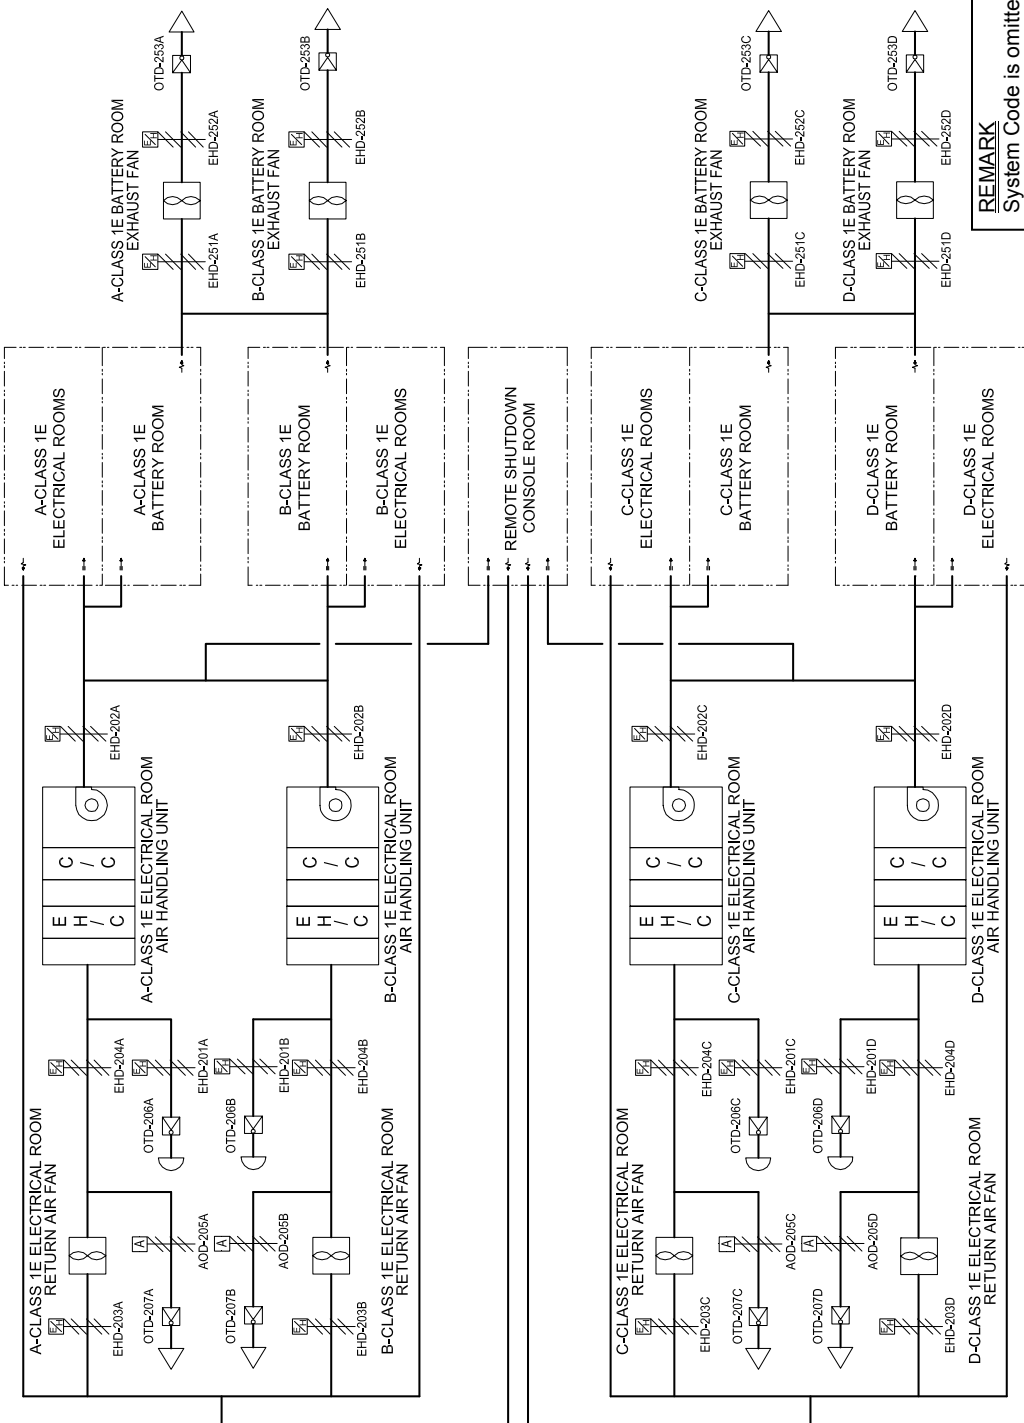 A-CLASS 1E ELECTRICAL ROOM
RETURN AIR FAN
EHD-203A
EHD-204A
OTD-207A
A
AOD-205A
OTD-206A
E/H
EHD-201A
A-CLASS 1E ELECTRICAL ROOM
AIR HANDLING UNIT
E H / C
C / C
EHD-202A
A-CLASS 1E
ELECTRICAL ROOMS
A-CLASS 1E
BATTERY ROOM
A-CLASS 1E BATTERY ROOM
EXHAUST FAN
EHD-251A
EHD-252A
OTD-253A
B-CLASS 1E ELECTRICAL ROOM
RETURN AIR FAN
EHD-203B
EHD-204B
OTD-207B
A
AOD-205B
OTD-206B
EHD-201B
B-CLASS 1E ELECTRICAL ROOM
AIR HANDLING UNIT
E H / C
C / C
EHD-202B
B-CLASS 1E
BATTERY ROOM
B-CLASS 1E
ELECTRICAL ROOMS
B-CLASS 1E BATTERY ROOM
EXHAUST FAN
EHD-251B
EHD-252B
OTD-253B
REMOTE SHUTDOWN
CONSOLE ROOM
C-CLASS 1E ELECTRICAL ROOM
RETURN AIR FAN
EHD-203C
EHD-204C
OTD-207C
A
AOD-205C
OTD-206C
EHD-201C
C-CLASS 1E ELECTRICAL ROOM
AIR HANDLING UNIT
E H / C
C / C
EHD-202C
C-CLASS 1E
ELECTRICAL ROOMS
C-CLASS 1E
BATTERY ROOM
C-CLASS 1E BATTERY ROOM
EXHAUST FAN
EHD-251C
EHD-252C
OTD-253C
D-CLASS 1E ELECTRICAL ROOM
RETURN AIR FAN
EHD-203D
EHD-204D
OTD-207D
A
AOD-205D
OTD-206D
EHD-201D
D-CLASS 1E ELECTRICAL ROOM
AIR HANDLING UNIT
E H / C
C / C
EHD-202D
D-CLASS 1E
BATTERY ROOM
D-CLASS 1E
ELECTRICAL ROOMS
D-CLASS 1E BATTERY ROOM
EXHAUST FAN
EHD-251D
EHD-252D
OTD-253D
REMARK
System Code is omitte